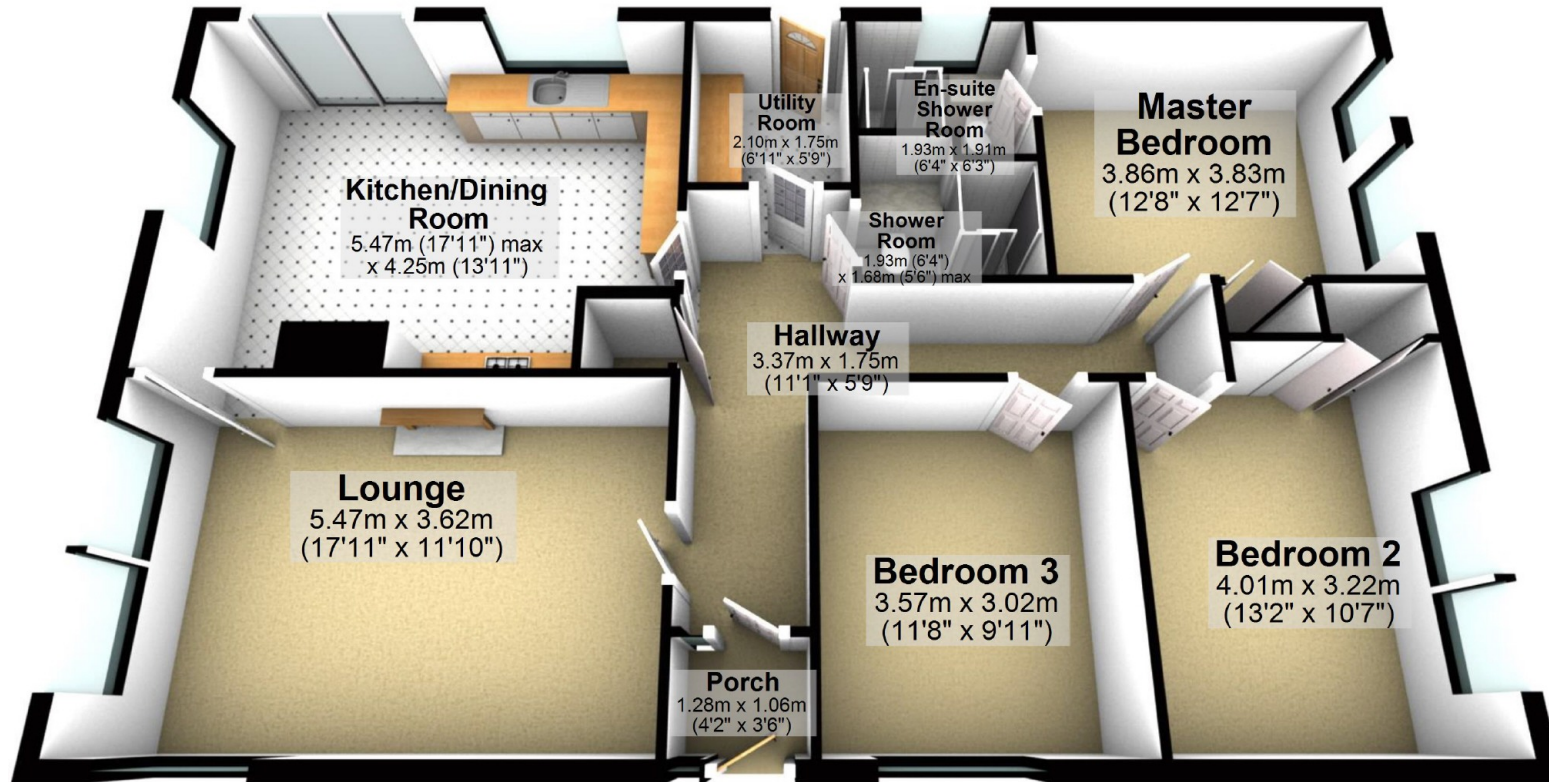 Utility
Room
2.10m x 1.75m
(6'11" x 5'9")
En-suite
Shower
Room
1.93m x 1.91m
(6'4" x 6'3")
Master
Bedroom
3.86m x 3.83m
(12'8" x 12'7")
Kitchen/Dining
Room
5.47m (17'11") max
x 4.25m (13'11")
Shower
Room
1.93m (6'4")
x 1.68m (5'6") max
Hallway
3.37m x 1.75m
(11'1" x 5'9")
Lounge
5.47m x 3.62m
(17'11" x 11'10")
Bedroom 3
3.57m x 3.02m
(11'8" x 9'11")
Bedroom 2
4.01m x 3.22m
(13'2" x 10'7")
Porch
1.28m x 1.06m
(4'2" x 3'6")